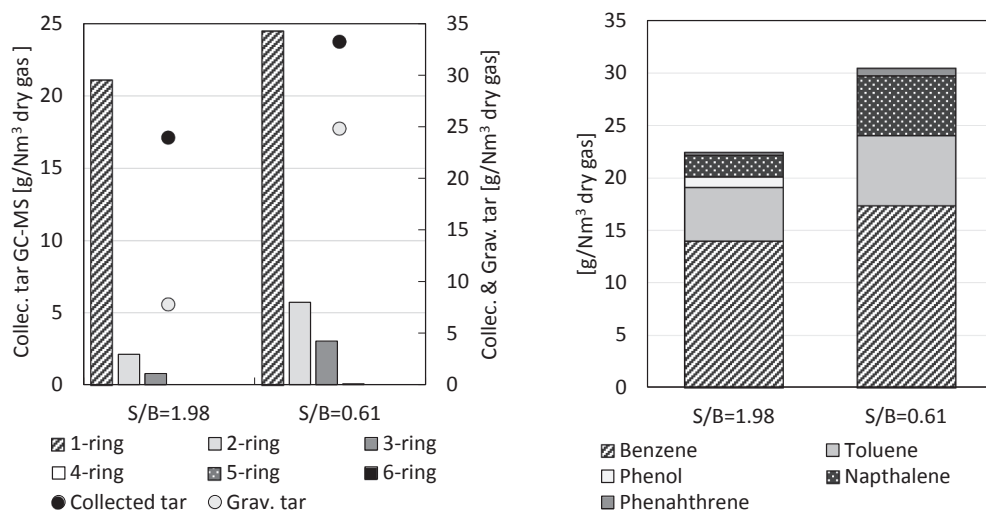 25
20
15
10
5
0
Collec. tar GC-MS [g/Nm³ dry gas ]
35
30
25
20
15
10
5
0
Collec. & Grav. tar [g/Nm³ dry gas]
S/B=1.98
S/B=0.61
1-ring
2-ring
3-ring
4-ring
5-ring
6-ring
Collected tar
Grav. tar
35
30
25
20
15
10
5
0
[g/Nm³ dry gas]
S/B=1.98
S/B=0.61
Benzene
Toluene
Phenol
Napthalene
Phenahthrene